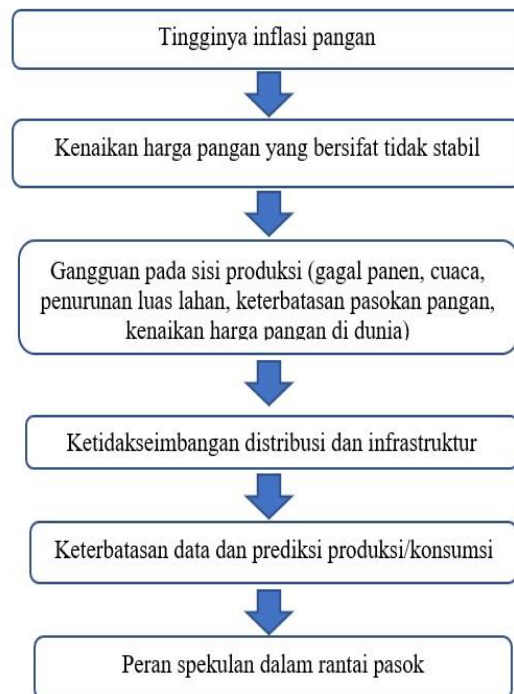 Tingginya inflasi pangan
Kenaikan harga pangan yang bersifat tidak stabil
Gangguan pada sisi produksi (gagal panen, cuaca,
penurunan luas lahan, keterbatasan pasokan pangan,
kenaikan harga pangan di dunia)
Ketidakseimbangan distribusi dan infrastruktur
Keterbatasan data dan prediksi produksi/konsumsi
Peran spekulan dalam rantai pasok